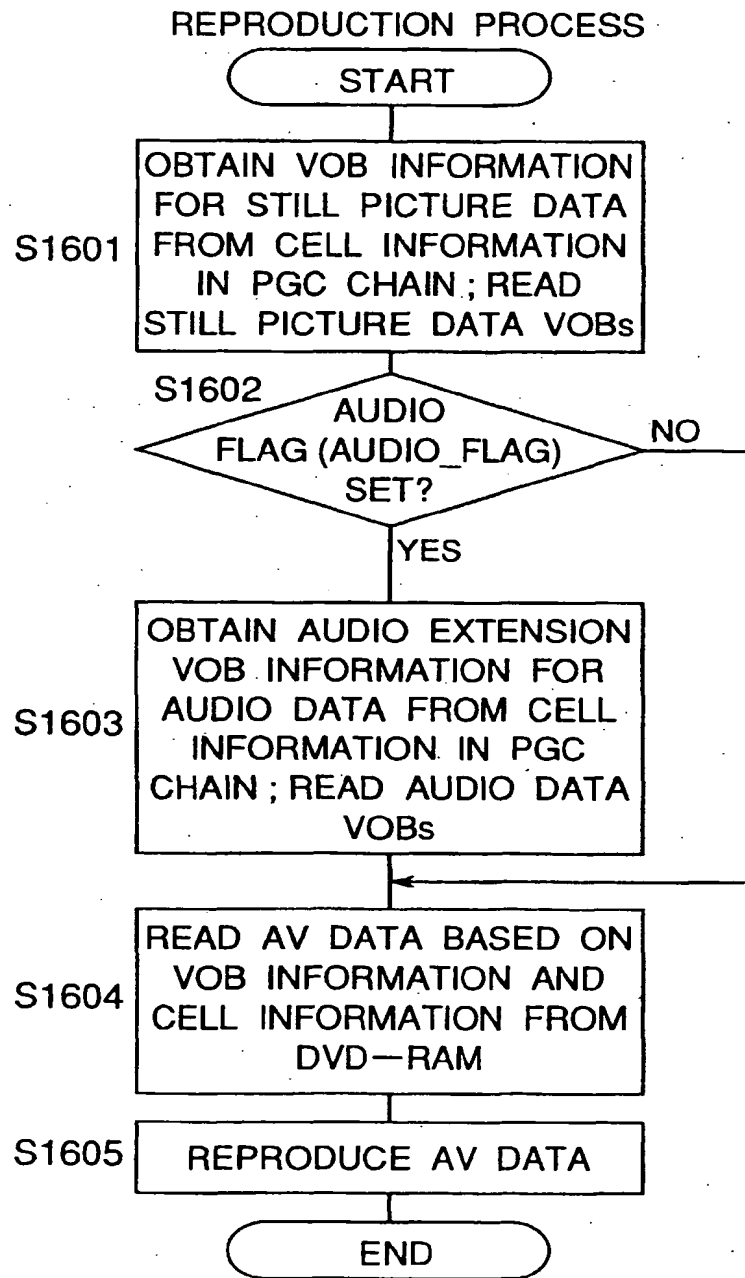 REPRODUCTION PROCESS
START
OBTAIN VOB INFORMATION
FOR STILL PICTURE DATA
FROM CELL INFORMATION
IN PGC CHAIN ; READ
STILL PICTURE DATA VOBs
S1601
S1602
AUDIO
FLAG (AUDIO_FLAG)
SET?
NO
YES
OBTAIN AUDIO EXTENSION
VOB INFORMATION FOR
AUDIO DATA FROM CELL
INFORMATION IN PGC
CHAIN ; READ AUDIO DATA
VOBs
S1603
READ AV DATA BASED ON
VOB INFORMATION AND
CELL INFORMATION FROM
DVD—RAM
S1604
S1605
REPRODUCE AV DATA
END